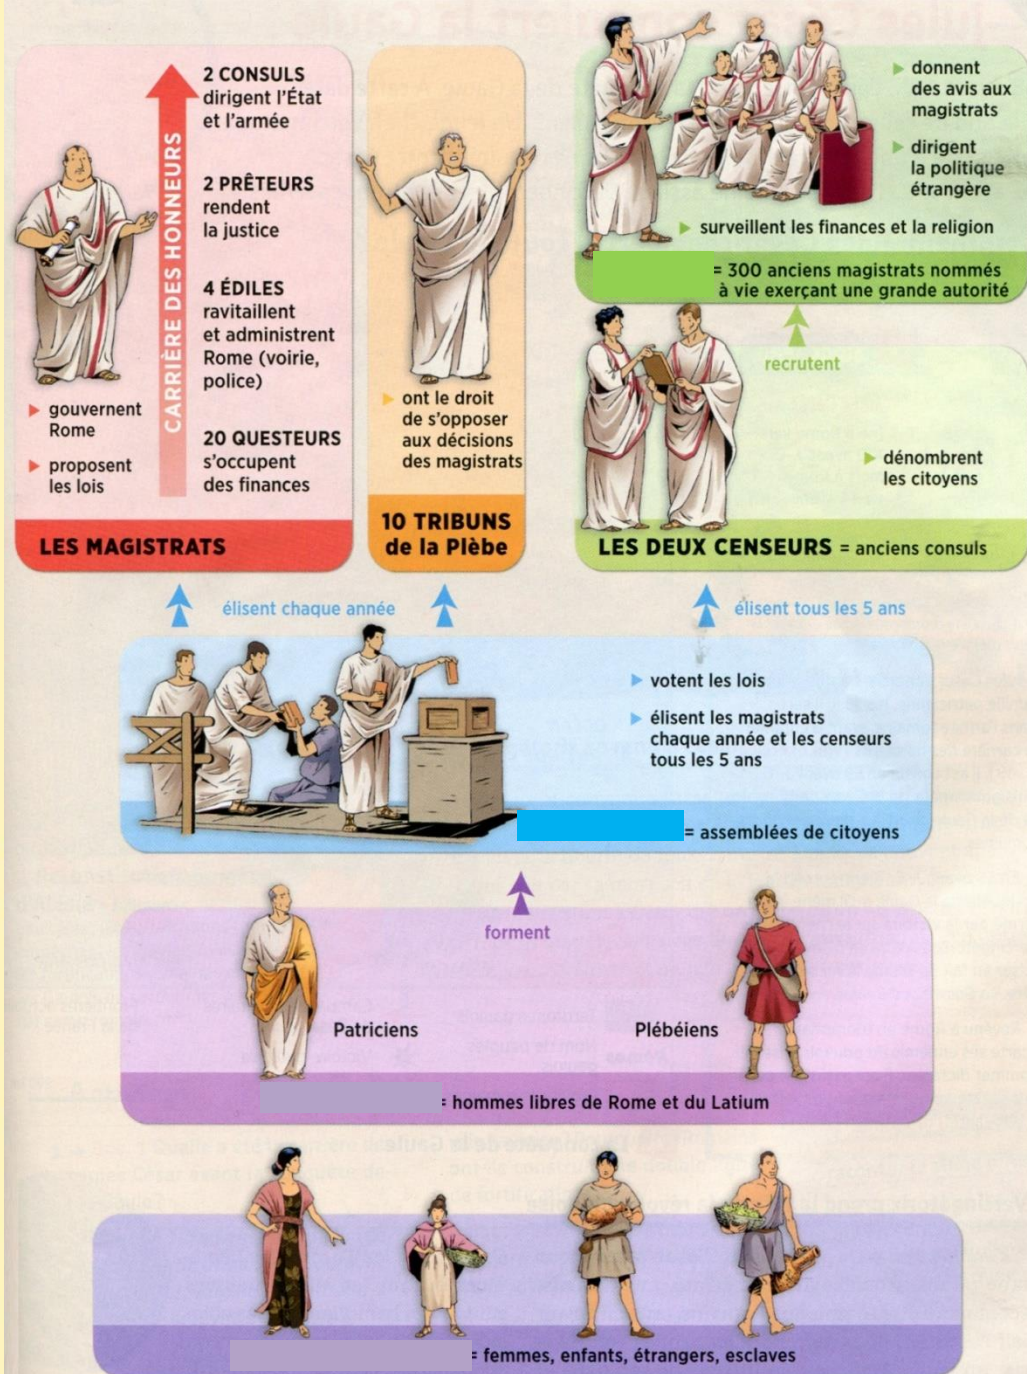 2 CONSULS
dirigent l'État
et l'armée
2 PRÊTEURS
rendent
la justice
4 ÉDILES
ravitaillent
et administrent
Rome (voirie,
police)
20 QUESTEURS
s'occupent
des finances
CARRIÈRE DES HONNEURS
▶ gouvernent
Rome
▶ proposent
les lois
LES MAGISTRATS
▶ ont le droit
de s'opposer
aux décisions
des magistrats
10 TRIBUNS
de la Plèbe
▶ donnent
des avis aux
magistrats
▶ dirigent
la politique
étrangère
▶ surveillent les finances et la religion
= 300 anciens magistrats nommés
à vie exerçant une grande autorité
recrutent
▶ dénombrent
les citoyens
LES DEUX CENSEURS = anciens consuls
élisent chaque année
élisent tous les 5 ans
▶ votent les lois
▶ élisent les magistrats
chaque année et les censeurs
tous les 5 ans
= assemblées de citoyens
forment
Patriciens
Plébéiens
= hommes libres de Rome et du Latium
= femmes, enfants, étrangers, esclaves